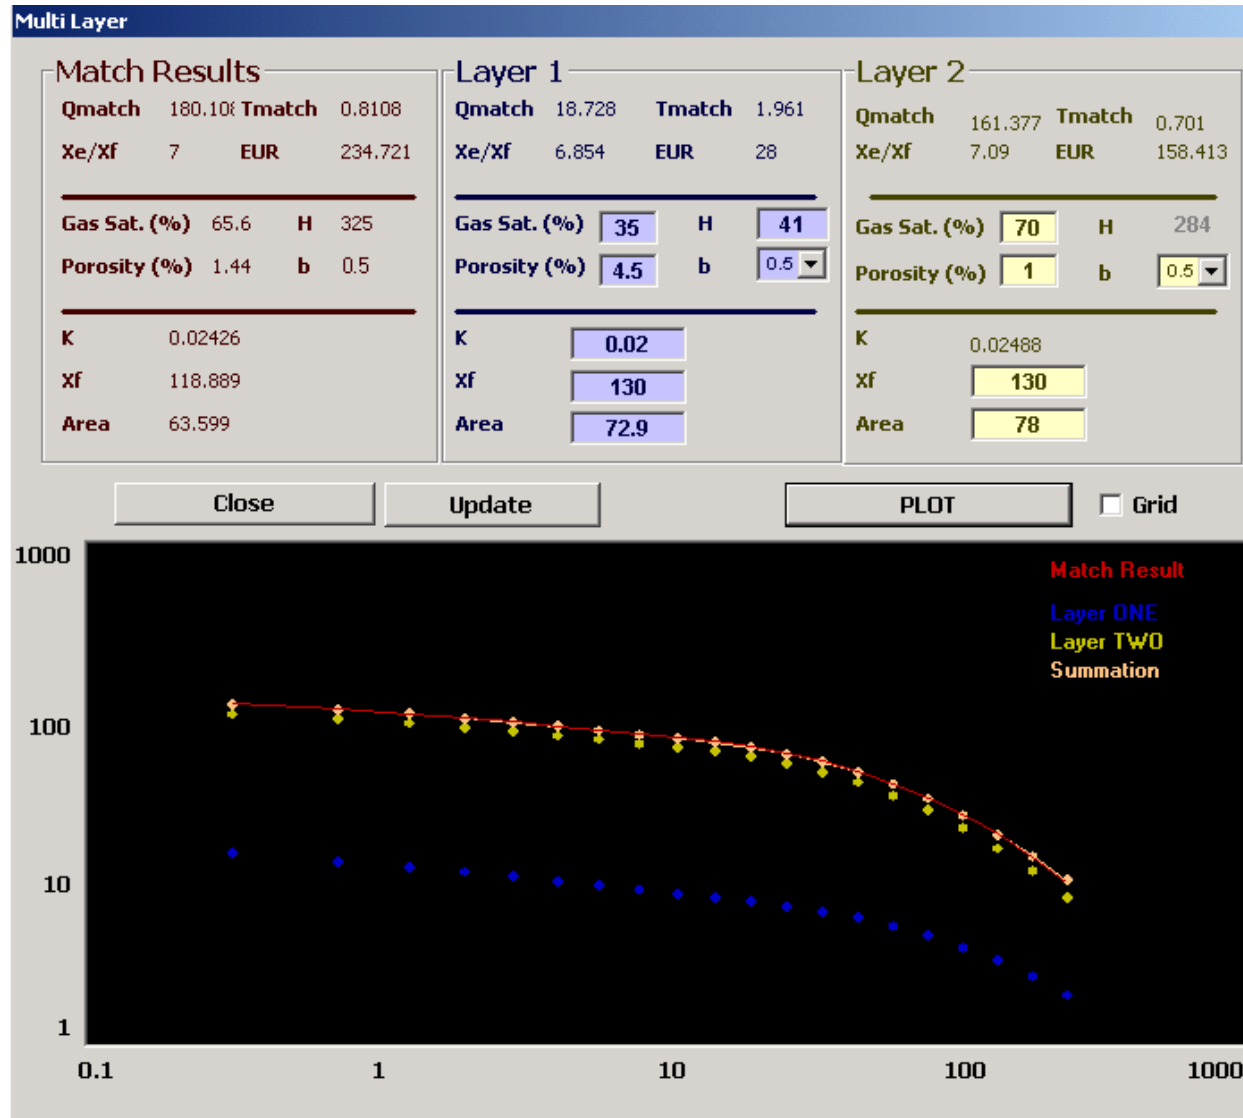 Multi Layer
Match Results
Qmatch 180.108 Tmatch 0.8108
Xe/Xf 7 EUR 234.721
Gas Sat. (%) 65.6 H 325
Porosity (%) 1.44 b 0.5
K 0.02426
Xf 118.889
Area 63.599
Layer 1
Qmatch 18.728 Tmatch 1.961
Xe/Xf 6.854 EUR 28
Gas Sat. (%) 35 H 41
Porosity (%) 4.5 b 0.5
K 0.02
Xf 130
Area 72.9
Layer 2
Qmatch 161.377 Tmatch 0.701
Xe/Xf 7.09 EUR 158.413
Gas Sat. (%) 70 H 284
Porosity (%) 1 b 0.5
K 0.02488
Xf 130
Area 78
Close Update PLOT Grid
Match Result
Layer ONE
Layer TWO
Summation
1000
100
10
1
0.1 1 10 100 1000